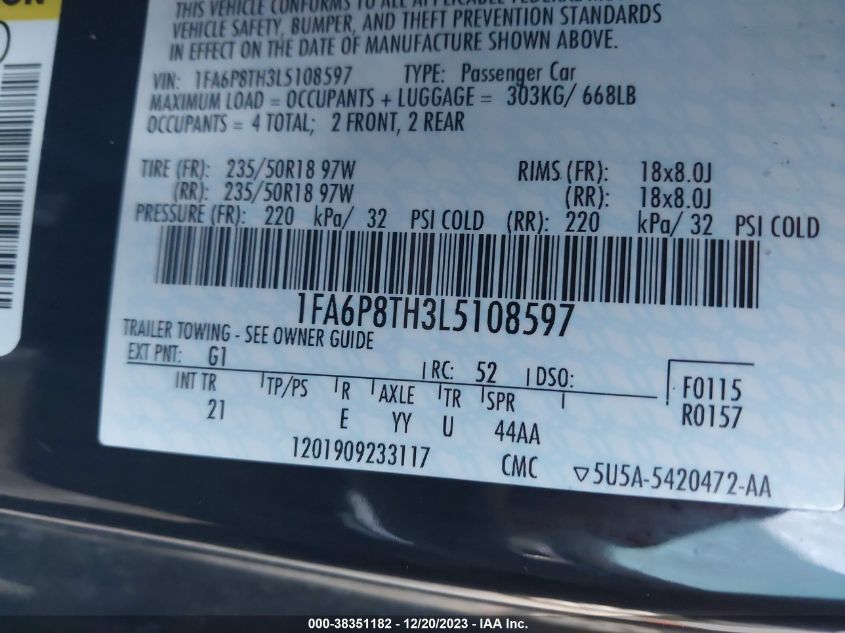 THIS VEHICLE CONFORMS TO ALL APPLICABLE FEDERAL
VEHICLE SAFETY, BUMPER, AND THEFT PREVENTION STANDARDS
IN EFFECT ON THE DATE OF MANUFACTURE SHOWN ABOVE.
VIN: 1FA6P8TH3L5108597 TYPE: Passenger Car
MAXIMUM LOAD = OCCUPANTS + LUGGAGE = 303KG/ 668LB
OCCUPANTS = 4 TOTAL; 2 FRONT, 2 REAR
TIRE (FR): 235/50R18 97W RIMS (FR): 18x8.0J
(RR): 235/50R18 97W (RR): 18x8.0J
PRESSURE (FR): 220 kPa/ 32 PSI COLD (RR): 220 kPa/ 32 PSI COLD
1FA6P8TH3L5108597
TRAILER TOWING - SEE OWNER GUIDE
EXT PNT: G1 RC: 52 DSO:
INT TR TP/PS R AXLE TR SPR F0115
21 E YY U 44AA R0157
1201909233117 CMC ▽5U5A-5420472-AA
000-38351182 - 12/20/2023 - IAA Inc.